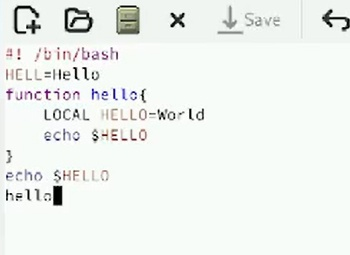 Save
#! /bin/bash
HELL=Hello
function hello{
    LOCAL HELLO=World
    echo $HELLO
}
echo $HELLO
hello